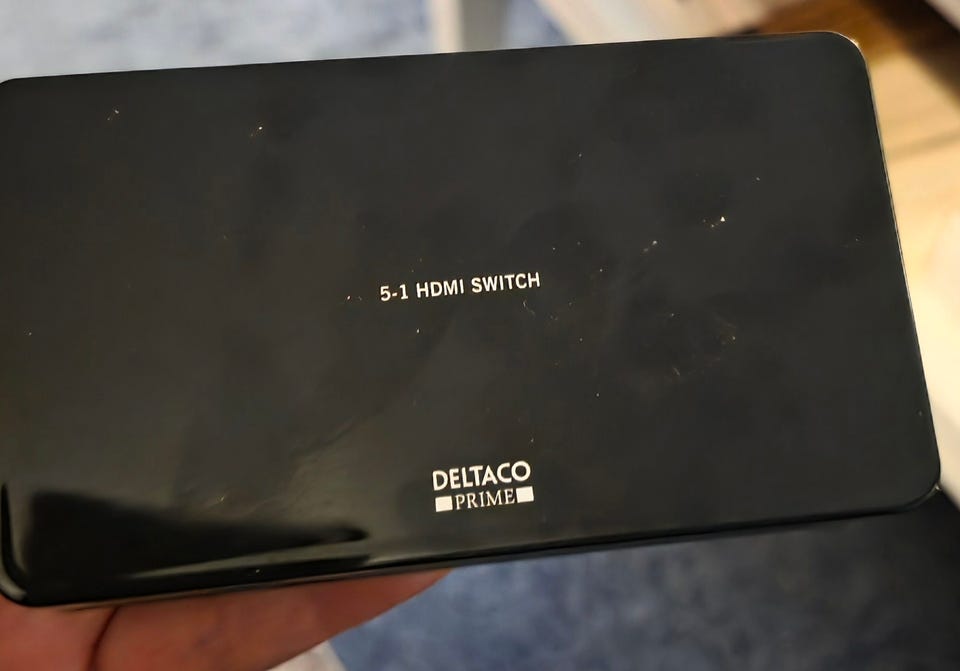 5-1 HDMI SWITCH
DELTACO
PRIME